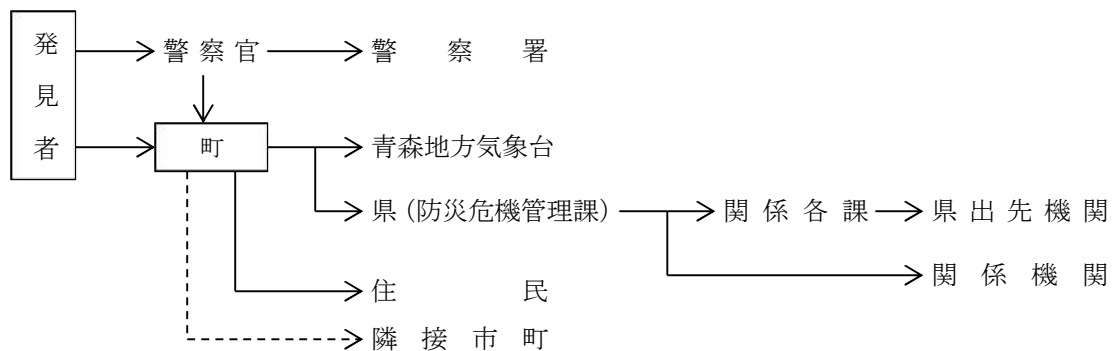 発見者
警察官
警察署
町
青森地方気象台
県（防災危機管理課）
関係各課
県出先機関
関係機関
住民
隣接市町